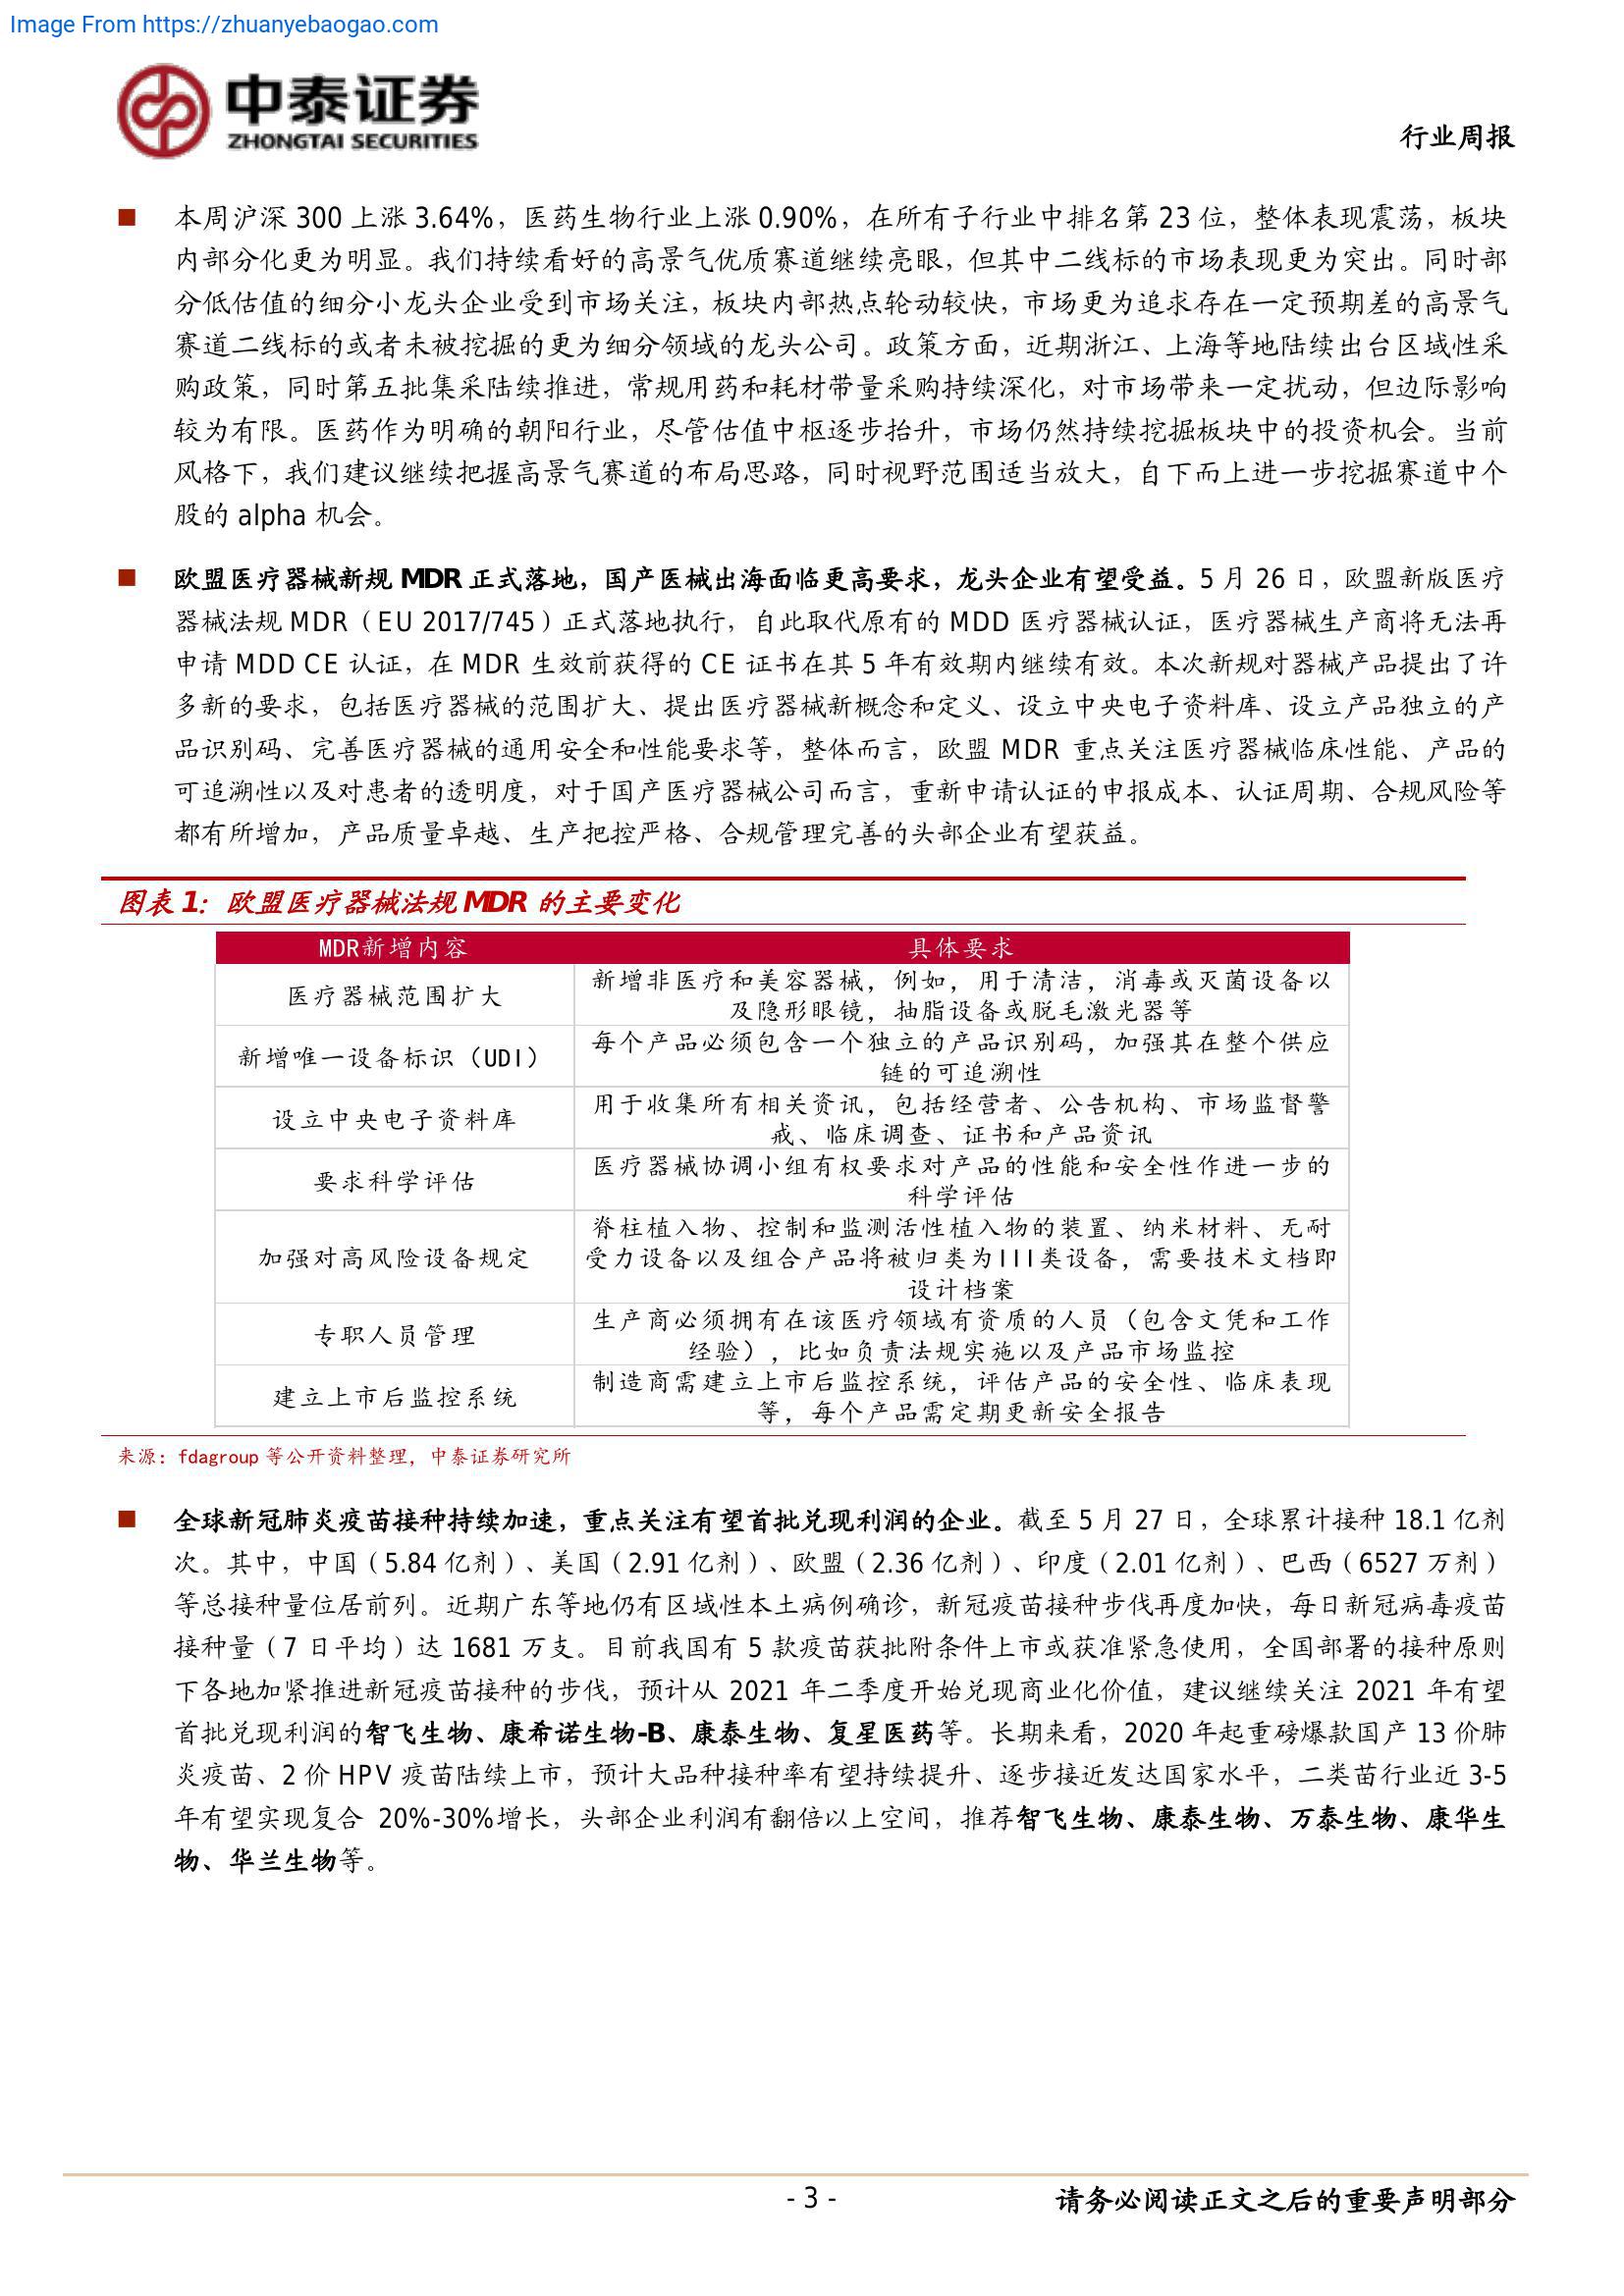 Image From https://zhuanyebaogao.com
中泰证券
ZHONGTAI SECURITIES
行业周报
■ 本周沪深 300 上涨 3.64%，医药生物行业上涨 0.90%，在所有子行业中排名第 23 位，整体表现震荡，板块
内部分化更为明显。我们持续看好的高景气优质赛道继续亮眼，但其中二线标的市场表现更为突出。同时部
分低估值的细分小龙头企业受到市场关注，板块内部热点轮动较快，市场更为追求存在一定预期差的高景气
赛道二线标的或者未被挖掘的更为细分领域的龙头公司。政策方面，近期浙江、上海等地陆续出台区域性采
购政策，同时第五批集采陆续推进，常规用药和耗材带量采购持续深化，对市场带来一定扰动，但边际影响
较为有限。医药作为明确的朝阳行业，尽管估值中枢逐步抬升，市场仍然持续挖掘板块中的投资机会。当前
风格下，我们建议继续把握高景气赛道的布局思路，同时视野范围适当放大，自下而上进一步挖掘赛道中个
股的 alpha 机会。
■ 欧盟医疗器械新规 MDR 正式落地，国产医械出海面临更高要求，龙头企业有望受益。5 月 26 日，欧盟新版医疗
器械法规 MDR（EU 2017/745）正式落地执行，自此取代原有的 MDD 医疗器械认证，医疗器械生产商将无法再
申请 MDD CE 认证，在 MDR 生效前获得的 CE 证书在其 5 年有效期内继续有效。本次新规对器械产品提出了许
多新的要求，包括医疗器械的范围扩大、提出医疗器械新概念和定义、设立中央电子资料库、设立产品独立的产
品识别码、完善医疗器械的通用安全和性能要求等，整体而言，欧盟 MDR 重点关注医疗器械临床性能、产品的
可追溯性以及对患者的透明度，对于国产医疗器械公司而言，重新申请认证的申报成本、认证周期、合规风险等
都有所增加，产品质量卓越、生产把控严格、合规管理完善的头部企业有望获益。
图表 1：欧盟医疗器械法规 MDR 的主要变化
MDR新增内容 具体要求
医疗器械范围扩大 新增非医疗和美容器械，例如，用于清洁，消毒或灭菌设备以
及隐形眼镜，抽脂设备或脱毛激光器等
新增唯一设备标识（UDI） 每个产品必须包含一个独立的产品识别码，加强其在整个供应
链的可追溯性
设立中央电子资料库 用于收集所有相关资讯，包括经营者、公告机构、市场监督警
戒、临床调查、证书和产品资讯
要求科学评估 医疗器械协调小组有权要求对产品的性能和安全性作进一步的
科学评估
加强对高风险设备规定 脊柱植入物、控制和监测活性植入物的装置、纳米材料、无耐
受力设备以及组合产品将被归类为III类设备，需要技术文档即
设计档案
专职人员管理 生产商必须拥有在该医疗领域有资质的人员（包含文凭和工作
经验），比如负责法规实施以及产品市场监控
建立上市后监控系统 制造商需建立上市后监控系统，评估产品的安全性、临床表现
等，每个产品需定期更新安全报告
来源：fdagroup 等公开资料整理，中泰证券研究所
■ 全球新冠肺炎疫苗接种持续加速，重点关注有望首批兑现利润的企业。截至 5 月 27 日，全球累计接种 18.1 亿剂
次。其中，中国（5.84 亿剂）、美国（2.91 亿剂）、欧盟（2.36 亿剂）、印度（2.01 亿剂）、巴西（6527 万剂）
等总接种量位居前列。近期广东等地仍有区域性本土病例确诊，新冠疫苗接种步伐再度加快，每日新冠病毒疫苗
接种量（7 日平均）达 1681 万支。目前我国有 5 款疫苗获批附条件上市或获准紧急使用，全国部署的接种原则
下各地加紧推进新冠疫苗接种的步伐，预计从 2021 年二季度开始兑现商业化价值，建议继续关注 2021 年有望
首批兑现利润的智飞生物、康希诺生物-B、康泰生物、复星医药等。长期来看，2020 年起重磅爆款国产 13 价肺
炎疫苗、2 价 HPV 疫苗陆续上市，预计大品种接种率有望持续提升、逐步接近发达国家水平，二类苗行业近 3-5
年有望实现复合 20%-30%增长，头部企业利润有翻倍以上空间，推荐智飞生物、康泰生物、万泰生物、康华生
物、华兰生物等。
- 3 -
请务必阅读正文之后的重要声明部分